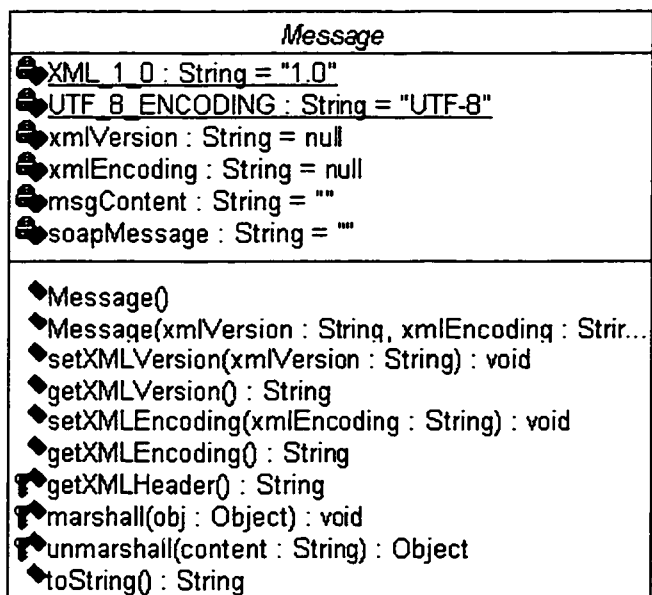 Message
XML_1_0 : String = "1.0"
UTF_8_ENCODING : String = "UTF-8"
xmlVersion : String = null
xmlEncoding : String = null
msgContent : String = ""
soapMessage : String = ""
Message()
Message(xmlVersion : String, xmlEncoding : Strir...
setXMLVersion(xmlVersion : String) : void
getXMLVersion() : String
setXMLEncoding(xmlEncoding : String) : void
getXMLEncoding() : String
getXMLHeader() : String
marshall(obj : Object) : void
unmarshall(content : String) : Object
toString() : String